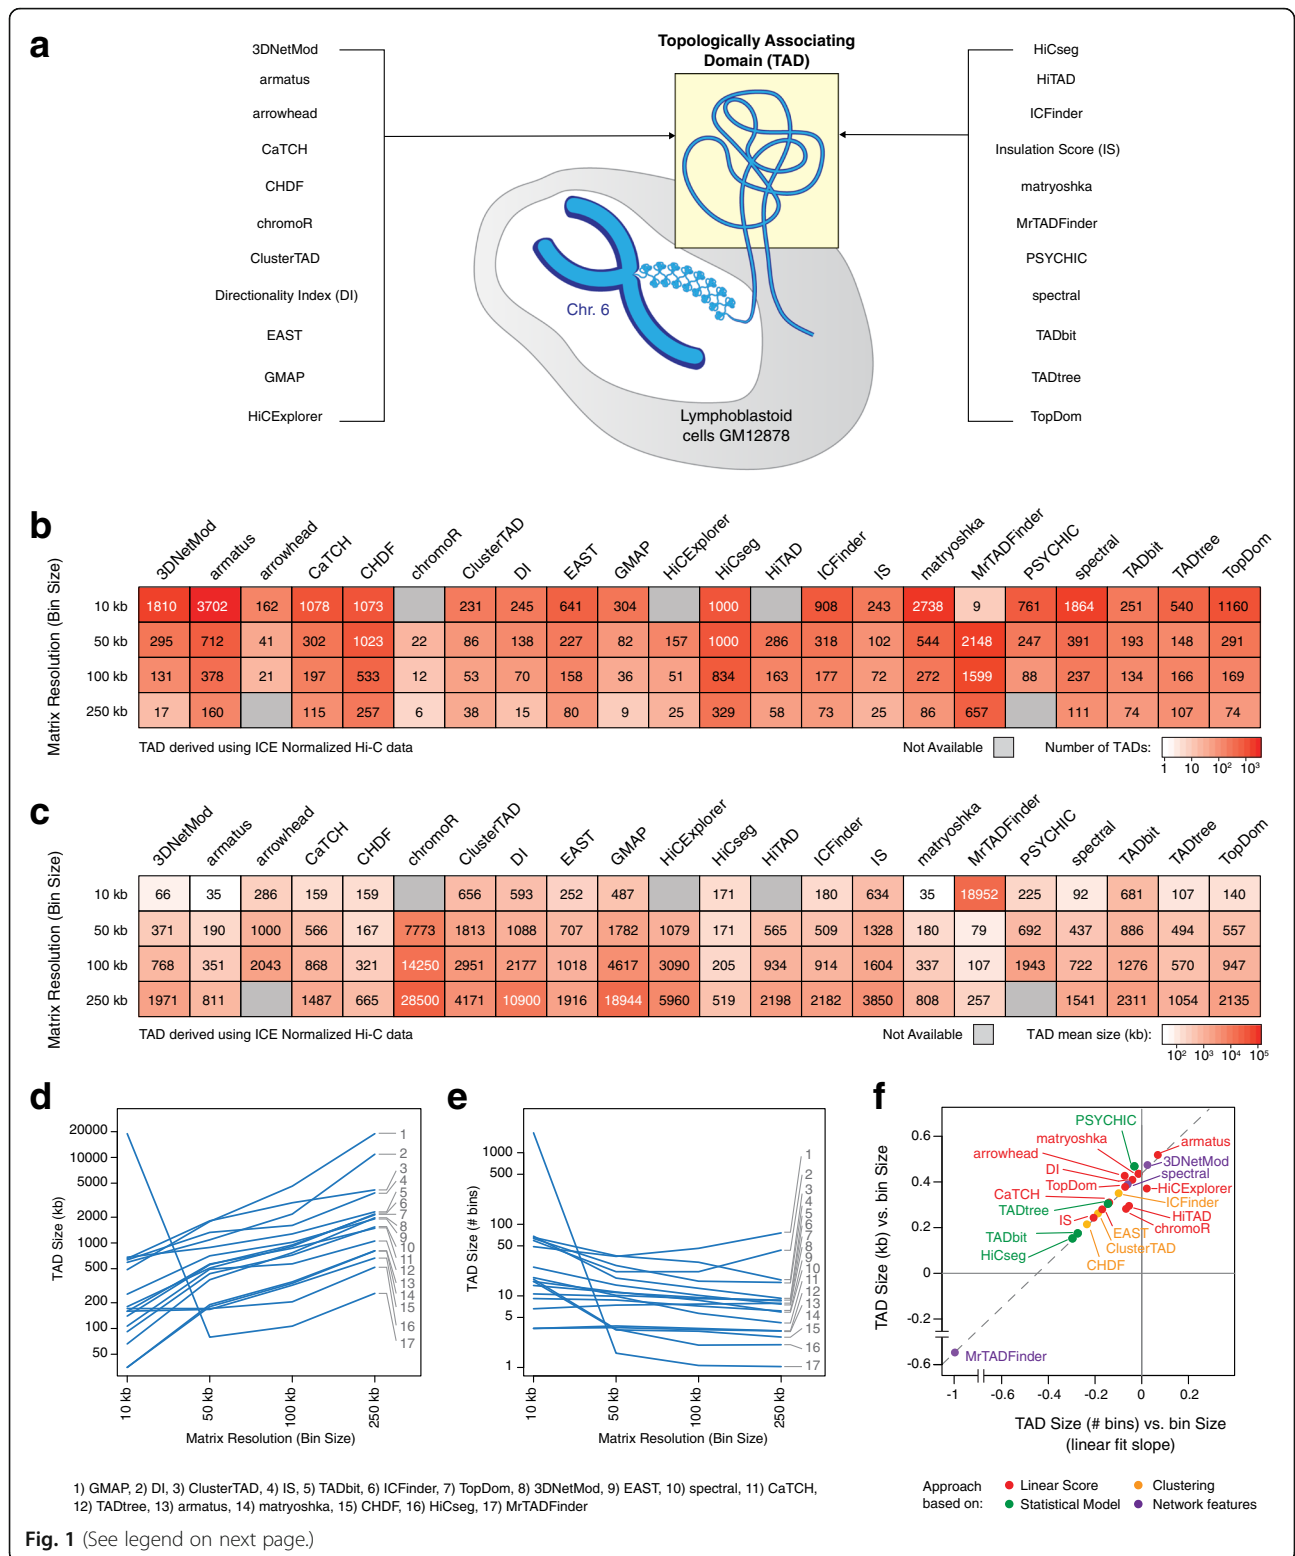 a
3DNetMod
armatus
arrowhead
CaTCH
CHDF
chromoR
ClusterTAD
Directionality Index (DI)
EAST
GMAP
HiCExplorer
Topologically Associating
Domain (TAD)
Chr. 6
Lymphoblastoid
cells GM12878
HiCseg
HiTAD
ICFinder
Insulation Score (IS)
matryoshka
MrTADFinder
PSYCHIC
spectral
TADbit
TADtree
TopDom
b
3DNetMod armatus arrowhead CaTCH CHDF chromoR ClusterTAD DI EAST GMAP HiCExplorer HiCseg HiTAD ICFinder IS matryoshka MrTADFinder PSYCHIC spectral TADbit TADtree TopDom
Matrix Resolution (Bin Size)
10 kb 1810 3702 162 1078 1073 231 245 641 304 1000 908 243 2738 9 761 1864 251 540 1160
50 kb 295 712 41 302 1023 22 86 138 227 82 157 1000 286 318 102 544 2148 247 391 193 148 291
100 kb 131 378 21 197 533 12 53 70 158 36 51 834 163 177 72 272 1599 88 237 134 166 169
250 kb 17 160 115 257 6 38 15 80 9 25 329 58 73 25 86 657 111 74 107 74
TAD derived using ICE Normalized Hi-C data
Not Available
Number of TADs:
1 10 10² 10³
c
3DNetMod armatus arrowhead CaTCH CHDF chromoR ClusterTAD DI EAST GMAP HiCExplorer HiCseg HiTAD ICFinder IS matryoshka MrTADFinder PSYCHIC spectral TADbit TADtree TopDom
Matrix Resolution (Bin Size)
10 kb 66 35 286 159 159 656 593 252 487 171 180 634 35 18952 225 92 681 107 140
50 kb 371 190 1000 566 167 7773 1813 1088 707 1782 1079 171 565 509 1328 180 79 692 437 886 494 557
100 kb 768 351 2043 868 321 14250 2951 2177 1018 4617 3090 205 934 914 1604 337 107 1943 722 1276 570 947
250 kb 1971 811 1487 665 28500 4171 10900 1916 18944 5960 519 2198 2182 3850 808 257 1541 2311 1054 2135
TAD derived using ICE Normalized Hi-C data
Not Available
TAD mean size (kb):
10² 10³ 10⁴ 10⁵
d
TAD Size (kb)
20000
10000
5000
2000
1000
500
200
100
50
10 kb
50 kb
100 kb
250 kb
Matrix Resolution (Bin Size)
1
2
3
4
5
6
7
8
9
10
11
12
13
14
15
16
17
e
TAD Size (# bins)
1000
500
100
50
10
5
1
10 kb
50 kb
100 kb
250 kb
Matrix Resolution (Bin Size)
1
2
3
4
5
6
7
8
9
10
11
12
13
14
15
16
17
f
TAD Size (kb) vs. bin Size
0.6
0.4
0.2
0
-0.2
-0.6
PSYCHIC
matryoshka
armatus
arrowhead
3DNetMod
DI
spectral
TopDom
HiCExplorer
CaTCH
ICFinder
TADtree
HiTAD
IS
chromoR
EAST
TADbit
ClusterTAD
HiCseg
CHDF
MrTADFinder
-1 -0.6 -0.4 -0.2 0 0.2
TAD Size (# bins) vs. bin Size
(linear fit slope)
Approach
based on:
Linear Score
Clustering
Statistical Model
Network features
1) GMAP, 2) DI, 3) ClusterTAD, 4) IS, 5) TADbit, 6) ICFinder, 7) TopDom, 8) 3DNetMod, 9) EAST, 10) spectral, 11) CaTCH,
12) TADtree, 13) armatus, 14) matryoshka, 15) CHDF, 16) HiCseg, 17) MrTADFinder
Fig. 1 (See legend on next page.)